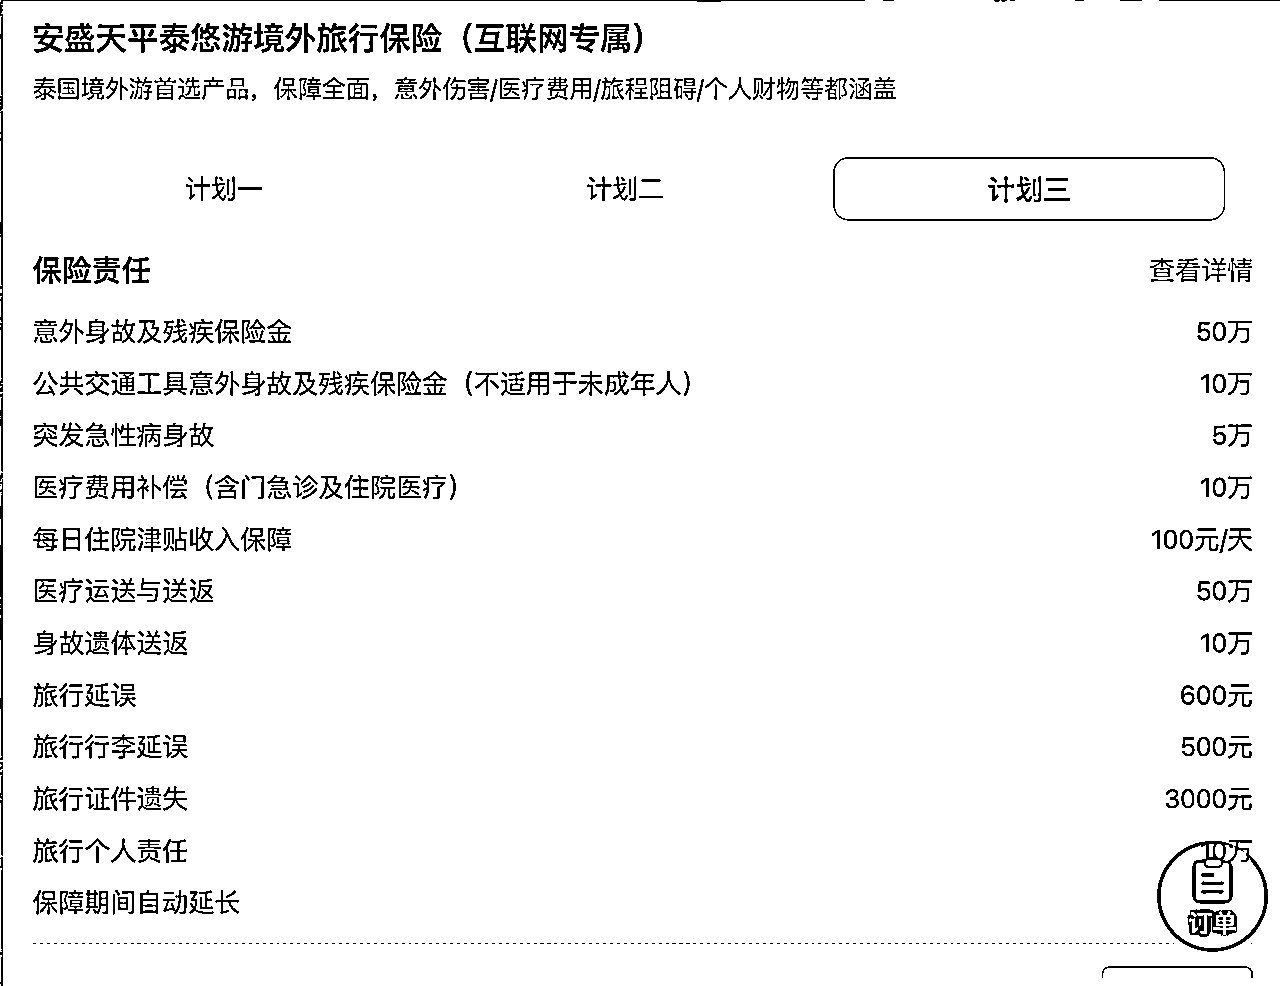 安盛天平泰悠游境外旅行保险（互联网专属）
泰国境外游首选产品，保障全面，意外伤害/医疗费用/旅程阻碍/个人财物等都涵盖
计划一 计划二 计划三
保险责任 查看详情
意外身故及残疾保险金 50万
公共交通工具意外身故及残疾保险金（不适用于未成年人） 10万
突发急性病身故 5万
医疗费用补偿（含门急诊及住院医疗） 10万
每日住院津贴收入保障 100元/天
医疗运送与送返 50万
身故遗体送返 10万
旅行延误 600元
旅行行李延误 500元
旅行证件遗失 3000元
旅行个人责任 10万
保障期间自动延长
订单